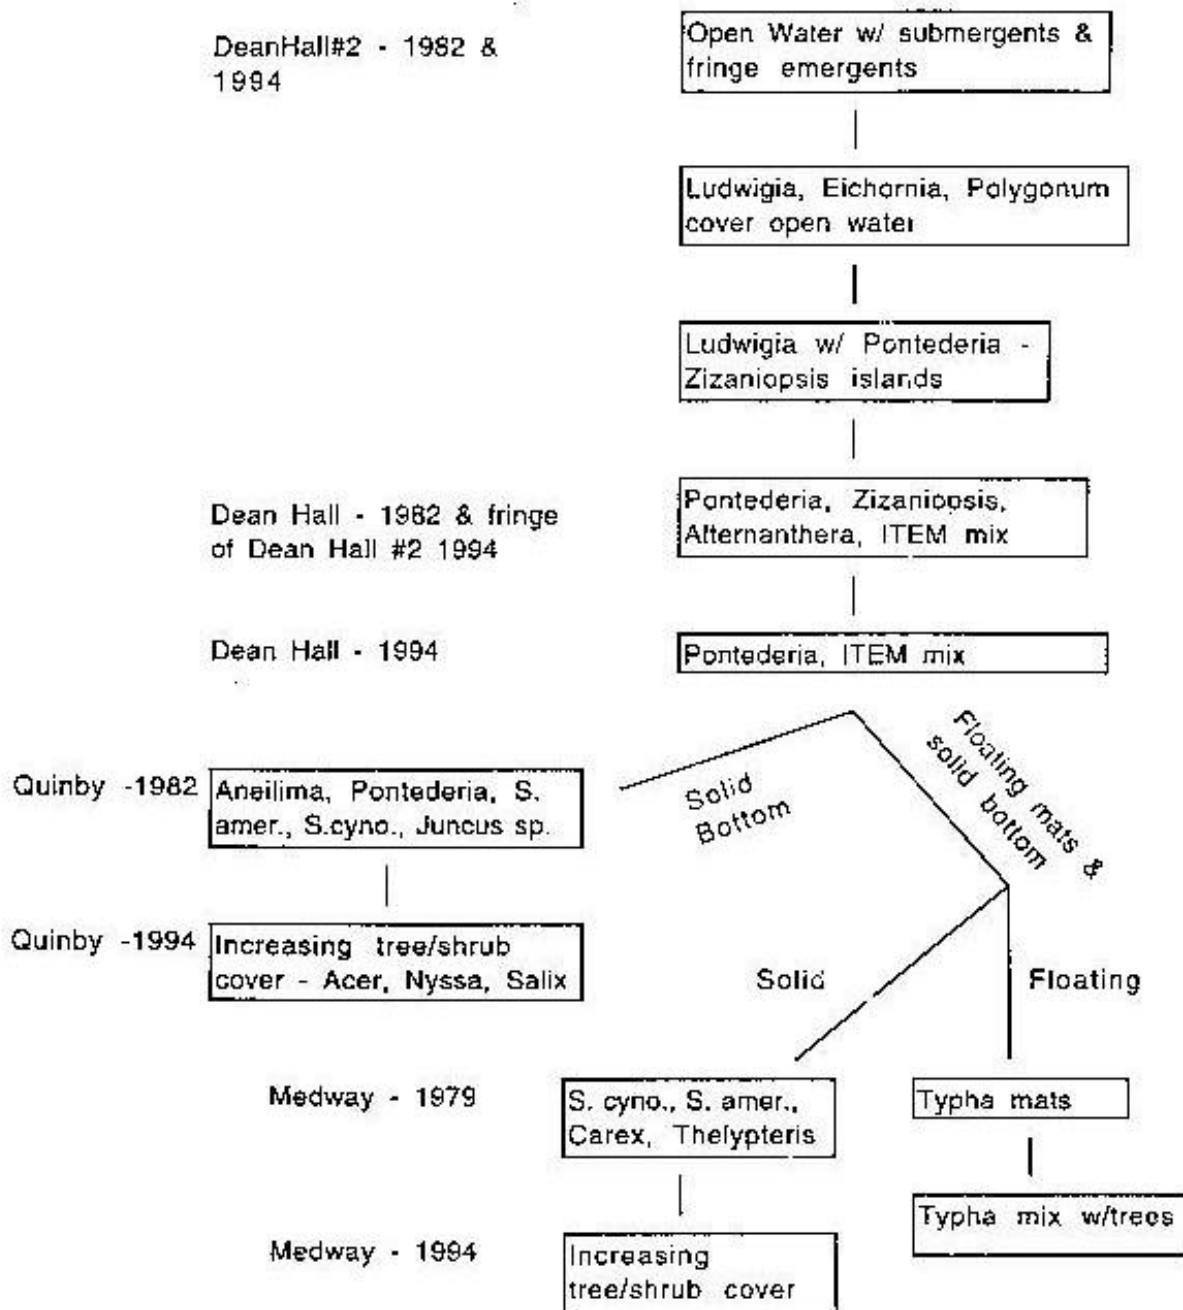 DeanHall#2 - 1982 &
1994
Open Water w/ submergents &
fringe emergents
Ludwigia, Eichornia, Polygonum
cover open water
Ludwigia w/ Pontederia -
Zizaniopsis islands
Dean Hall - 1982 & fringe
of Dean Hall #2 1994
Pontederia, Zizaniopsis,
Alternanthera, ITEM mix
Dean Hall - 1994
Pontederia, ITEM mix
Solid
Bottom
Floating mats &
solid bottom
Quinby -1982
Aneilima, Pontederia, S.
amer., S.cyno., Juncus sp.
Quinby -1994
Increasing tree/shrub
cover - Acer, Nyssa, Salix
Solid
Floating
Medway - 1979
S. cyno., S. amer.,
Carex, Thelypteris
Typha mats
Typha mix w/trees
Medway - 1994
Increasing
tree/shrub cover